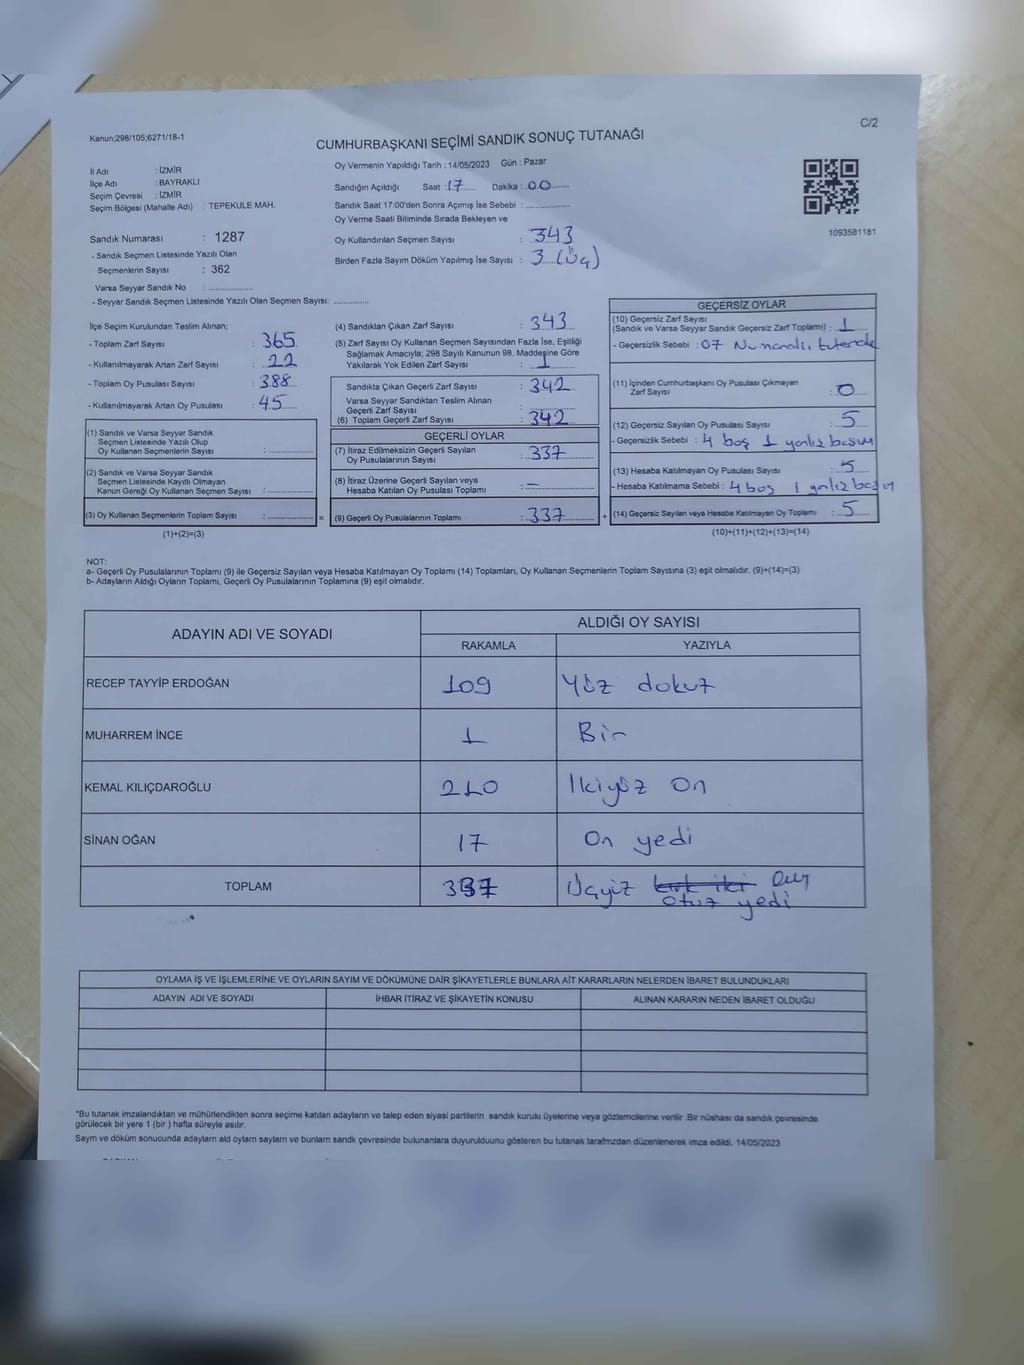 C/2
Kanun;298/105;6271/18-1
CUMHURBAŞKANI SEÇİMİ SANDIK SONUÇ TUTANAĞI
İl Adı : İZMİR
İlçe Adı : BAYRAKLI
Seçim Çevresi : İZMİR
Seçim Bölgesi (Mahalle Adı) : TEPEKULE MAH.
Sandık Numarası : 1287
- Sandık Seçmen Listesinde Yazılı Olan
Seçmenlerin Sayısı : 362
Varsa Seyyar Sandık No :
- Seyyar Sandık Seçmen Listesinde Yazılı Olan Seçmen Sayısı:
Oy Vermenin Yapıldığı Tarih : 14/05/2023 Gün : Pazar
Sandığın Açıldığı Saat : 17 Dakika : 00
Sandık Saat 17:00'den Sonra Açımış İse Sebebi :
Oy Verme Saati Bitiminde Sırada Bekleyen ve
Oy Kullandırılan Seçmen Sayısı : 343
Birden Fazla Sayım Döküm Yapılmış İse Sayısı : 3 (Üç)
1093581181
İlçe Seçim Kurulundan Teslim Alınan;
- Toplam Zarf Sayısı : 365
- Kullanılmayarak Artan Zarf Sayısı : 22
- Toplam Oy Pusulası Sayısı : 388
- Kullanılmayarak Artan Oy Pusulası : 45
(1) Sandık ve Varsa Seyyar Sandık
Seçmen Listesinde Yazılı Olup
Oy Kullanan Seçmenlerin Sayısı :
(2) Sandık ve Varsa Seyyar Sandık
Seçmen Listesinde Kayıtlı Olmayan
Kanun Gereği Oy Kullanan Seçmen Sayısı :
(3) Oy Kullanan Seçmenlerin Toplam Sayısı : =
(1)+(2)=(3)
(4) Sandıktan Çıkan Zarf Sayısı : 343
(5) Zarf Sayısı Oy Kullanan Seçmen Sayısından Fazla İse, Eşitliği
Sağlamak Amacıyla; 298 Sayılı Kanunun 98. Maddesine Göre
Yakılarak Yok Edilen Zarf Sayısı : 1
Sandıkta Çıkan Geçerli Zarf Sayısı : 342
Varsa Seyyar Sandıktan Teslim Alınan
Geçerli Zarf Sayısı :
(6) Toplam Geçerli Zarf Sayısı : 342
GEÇERLİ OYLAR
(7) İtiraz Edilmeksizin Geçerli Sayılan
Oy Pusulalarının Sayısı : 337
(8) İtiraz Üzerine Geçerli Sayılan veya
Hesaba Katılan Oy Pusulası Toplamı : -
(9) Geçerli Oy Pusulalarının Toplamı : 337 +
GEÇERSİZ OYLAR
(10) Geçersiz Zarf Sayısı
(Sandık ve Varsa Seyyar Sandık Geçersiz Zarf Toplamı) : 1
- Geçersizlik Sebebi : 07 Numaralı
(11) İçinden Cumhurbaşkanı Oy Pusulası Çıkmayan
Zarf Sayısı : 0
(12) Geçersiz Sayılan Oy Pusulası Sayısı : 5
- Geçersizlik Sebebi : 4 boş 1 yanlız basım
(13) Hesaba Katılmayan Oy Pusulası Sayısı : 5
- Hesaba Katılmama Sebebi : 4 boş 1 yanlız basım
(14) Geçersiz Sayılan veya Hesaba Katılmayan Oy Toplamı : 5
(10)+(11)+(12)+(13)=(14)
NOT:
a- Geçerli Oy Pusulalarının Toplamı (9) ile Geçersiz Sayılan veya Hesaba Katılmayan Oy Toplamı (14) Toplamları, Oy Kullanan Seçmenlerin Toplam Sayısına (3) eşit olmalıdır. (9)+(14)=(3)
b- Adayların Aldığı Oyların Toplamı, Geçerli Oy Pusulalarının Toplamına (9) eşit olmalıdır.
ADAYIN ADI VE SOYADI ALDIĞI OY SAYISI
RAKAMLA YAZIYLA
RECEP TAYYİP ERDOĞAN 109 Yüz dokuz
MUHARREM İNCE 1 Bir
KEMAL KILIÇDAROĞLU 210 İkiyüz On
SİNAN OĞAN 17 On yedi
TOPLAM 337 Üçyüz kırk iki
otuz yedi
OYLAMA İŞ VE İŞLEMLERİNE VE OYLARIN SAYIM VE DÖKÜMÜNE DAİR ŞİKAYETLERLE BUNLARA AİT KARARLARIN NELERDEN İBARET BULUNDUKLARI
ADAYIN ADI VE SOYADI İHBAR İTİRAZ VE ŞİKAYETİN KONUSU ALINAN KARARIN NEDEN İBARET OLDUĞU
*Bu tutanak imzalandıktan ve mühürlendikten sonra seçime katılan adayların ve talep eden siyasi partilerin sandık kurulu üyelerine veya gözlemcilerine verilir. Bir nüshası da sandık çevresinde
görülecek bir yere 1 (bir ) hafta süreyle asılır.
Sayım ve döküm sonucunda adayların ald oyların sayların ve bunların sandk çevresinde bulunanlara duyurulduunu gösteren bu tutanak tarafmzdan düzenlenerek imza edildi. 14/05/2023